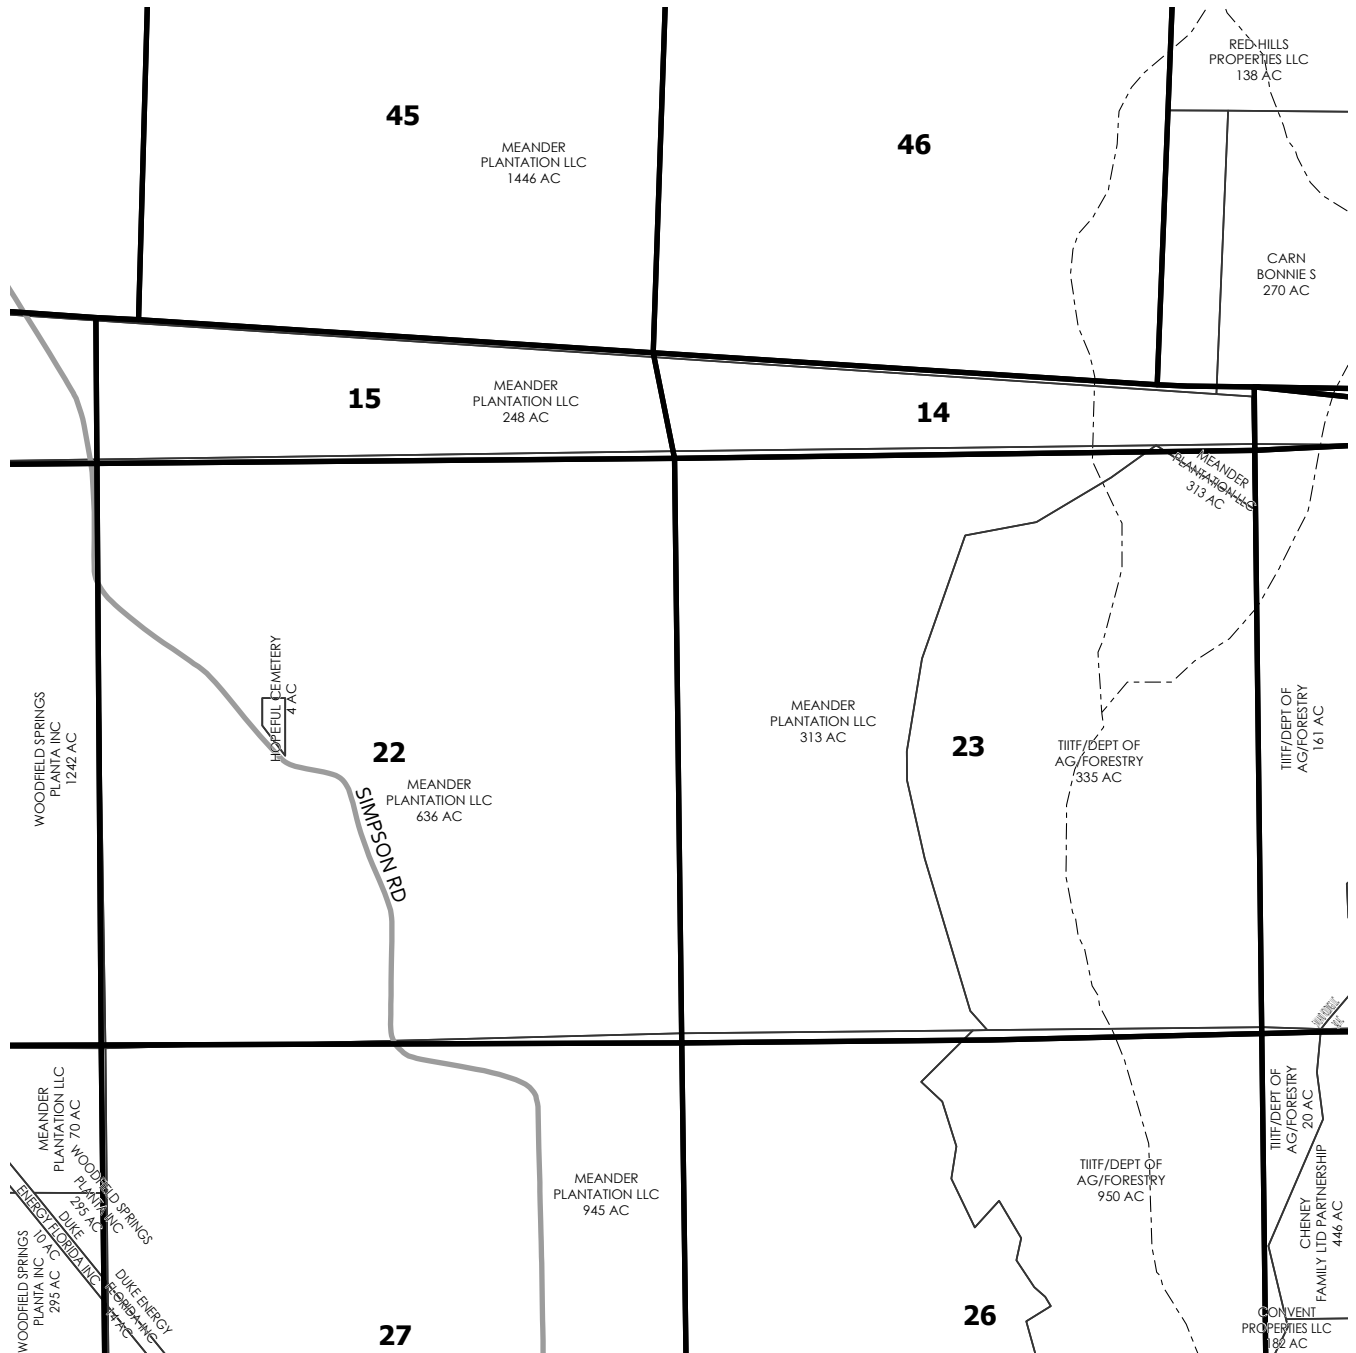 RED HILLS
PROPERTIES LLC
138 AC
45
MEANDER
PLANTATION LLC
1446 AC
46
CARN
BONNIE S
270 AC
15
MEANDER
PLANTATION LLC
248 AC
14
MEANDER
PLANTATION LLC
313 AC
HOPEFUL CEMETERY
4 AC
WOODFIELD SPRINGS
PLANTA INC
1242 AC
22
MEANDER
PLANTATION LLC
636 AC
SIMPSON RD
MEANDER
PLANTATION LLC
313 AC
23
TIITF/DEPT OF
AG/FORESTRY
335 AC
TIITF/DEPT OF
AG/FORESTRY
161 AC
MEANDER
PLANTATION LLC
70 AC
WOODFIELD SPRINGS
PLANTA INC
295 AC
DUKE
ENERGY FLORIDA INC
10 AC
WOODFIELD SPRINGS
PLANTA INC
295 AC
DUKE ENERGY
FLORIDA INC
14 AC
27
MEANDER
PLANTATION LLC
945 AC
26
TIITF/DEPT OF
AG/FORESTRY
950 AC
TIITF/DEPT OF
AG/FORESTRY
20 AC
CHENEY
FAMILY LTD PARTNERSHIP
446 AC
CONVENT
PROPERTIES LLC
182 AC